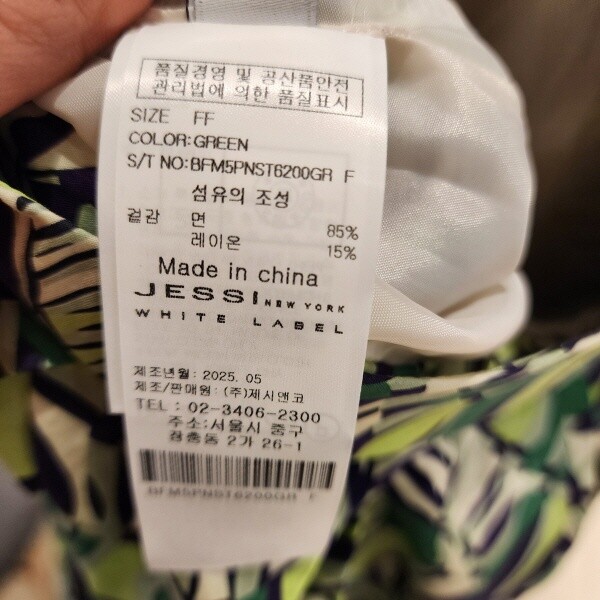 품질경영 및 공산품안전
관리법에 의한 품질표시
SIZE FF
COLOR:GREEN
S/T NO:BFM5PNST6200GR F
섬유의 조성
겉감 면 85%
레이온 15%
Made in china
JESSI NEW YORK
WHITE LABEL
제조년월: 2025. 05
제조/판매원: (주)제시앤코
TEL : 02-3406-2300
주소:서울시 중구
장충동 2가 26-1
BFM5PNST6200GR F